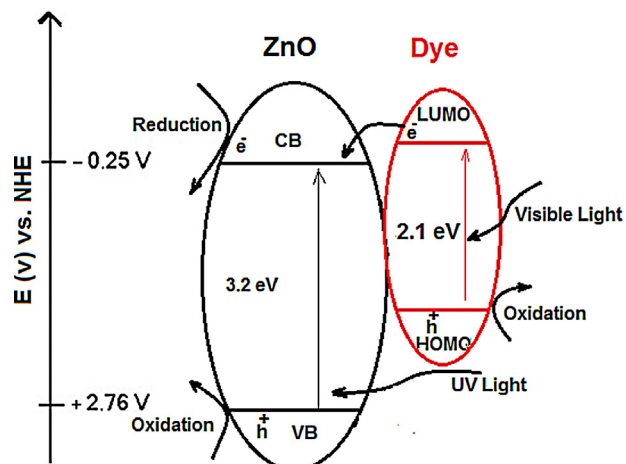 ZnO
Dye
E (v) vs. NHE
Reduction
e-
CB
e-
LUMO
- 0.25 V
Visible Light
2.1 eV
3.2 eV
+
h
HOMO
Oxidation
UV Light
+ 2.76 V
Oxidation
+
h
VB